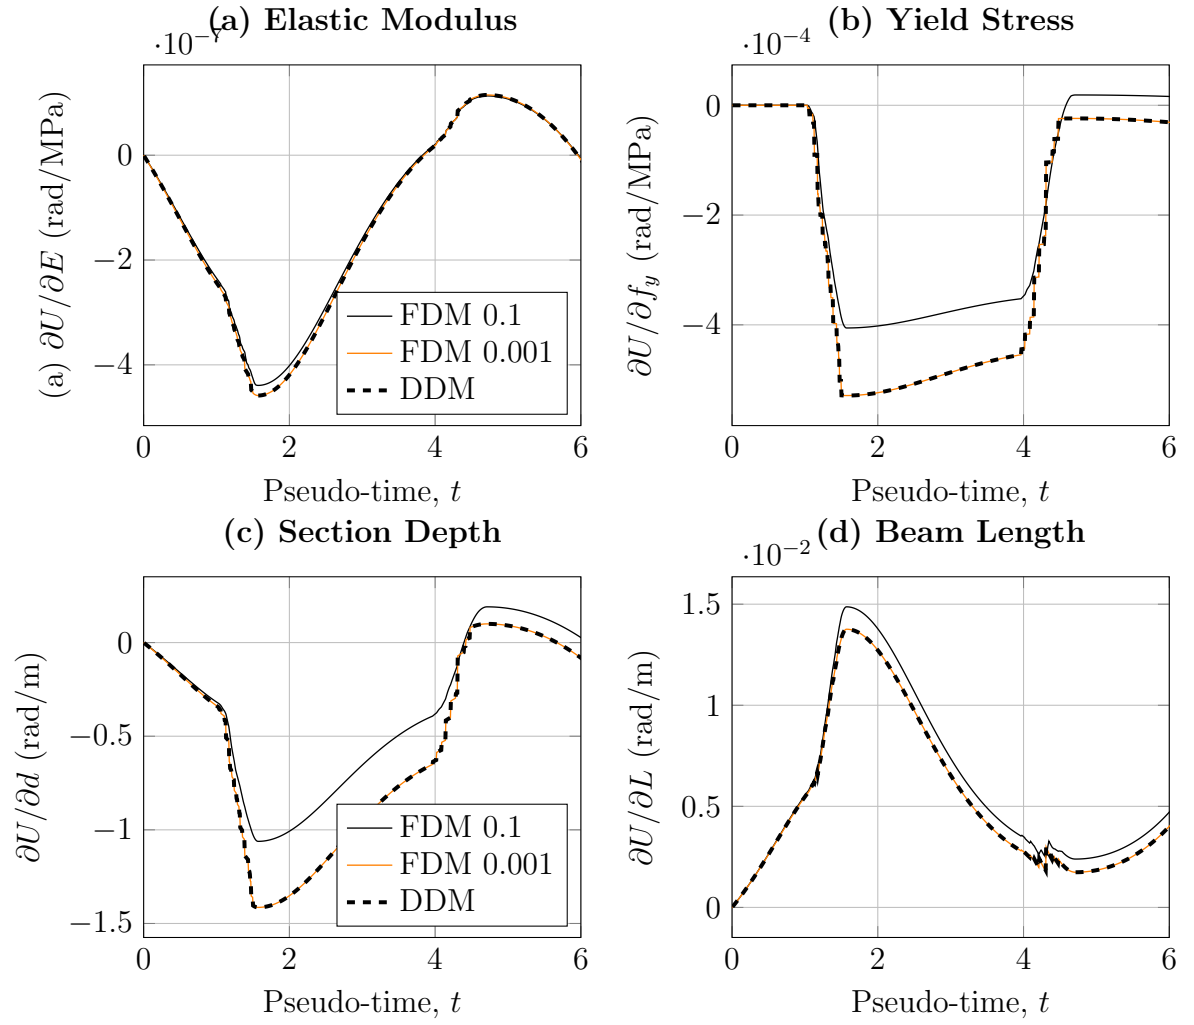 (a) Elastic Modulus
·10⁻⁷
0
−2
−4
(a) ∂U/∂E (rad/MPa)
FDM 0.1
FDM 0.001
DDM
0 2 4 6
Pseudo-time, t
(b) Yield Stress
·10⁻⁴
0
−2
−4
∂U/∂f_y (rad/MPa)
0 2 4 6
Pseudo-time, t
(c) Section Depth
0
−0.5
−1
−1.5
∂U/∂d (rad/m)
FDM 0.1
FDM 0.001
DDM
0 2 4 6
Pseudo-time, t
(d) Beam Length
·10⁻²
1.5
1
0.5
0
∂U/∂L (rad/m)
0 2 4 6
Pseudo-time, t